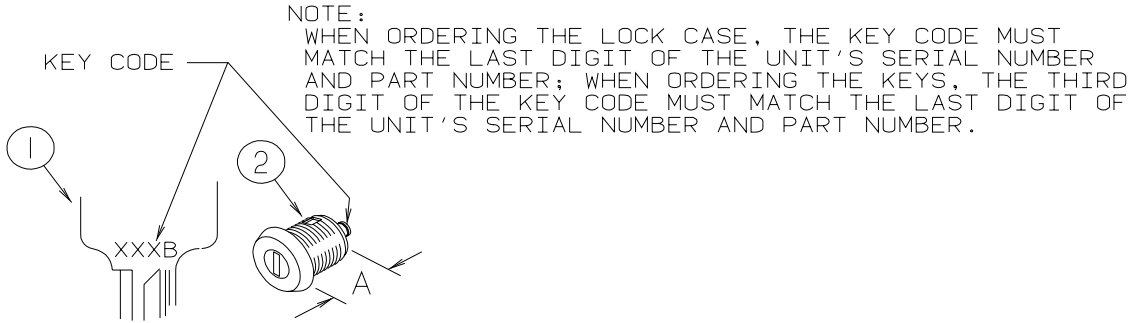 NOTE:
WHEN ORDERING THE LOCK CASE, THE KEY CODE MUST
MATCH THE LAST DIGIT OF THE UNIT'S SERIAL NUMBER
AND PART NUMBER; WHEN ORDERING THE KEYS, THE THIRD
DIGIT OF THE KEY CODE MUST MATCH THE LAST DIGIT OF
THE UNIT'S SERIAL NUMBER AND PART NUMBER.
KEY CODE
1
2
XXXB
A